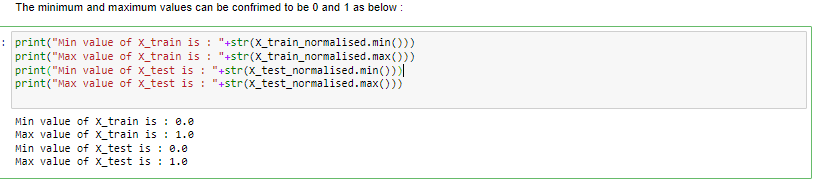 The minimum and maximum values can be confrimed to be 0 and 1 as below :
: print("Min value of X_train is : "+str(X_train_normalised.min()))
print("Max value of X_train is : "+str(X_train_normalised.max()))
print("Min value of X_test is : "+str(X_test_normalised.min()))
print("Max value of X_test is : "+str(X_test_normalised.max()))
Min value of X_train is : 0.0
Max value of X_train is : 1.0
Min value of X_test is : 0.0
Max value of X_test is : 1.0